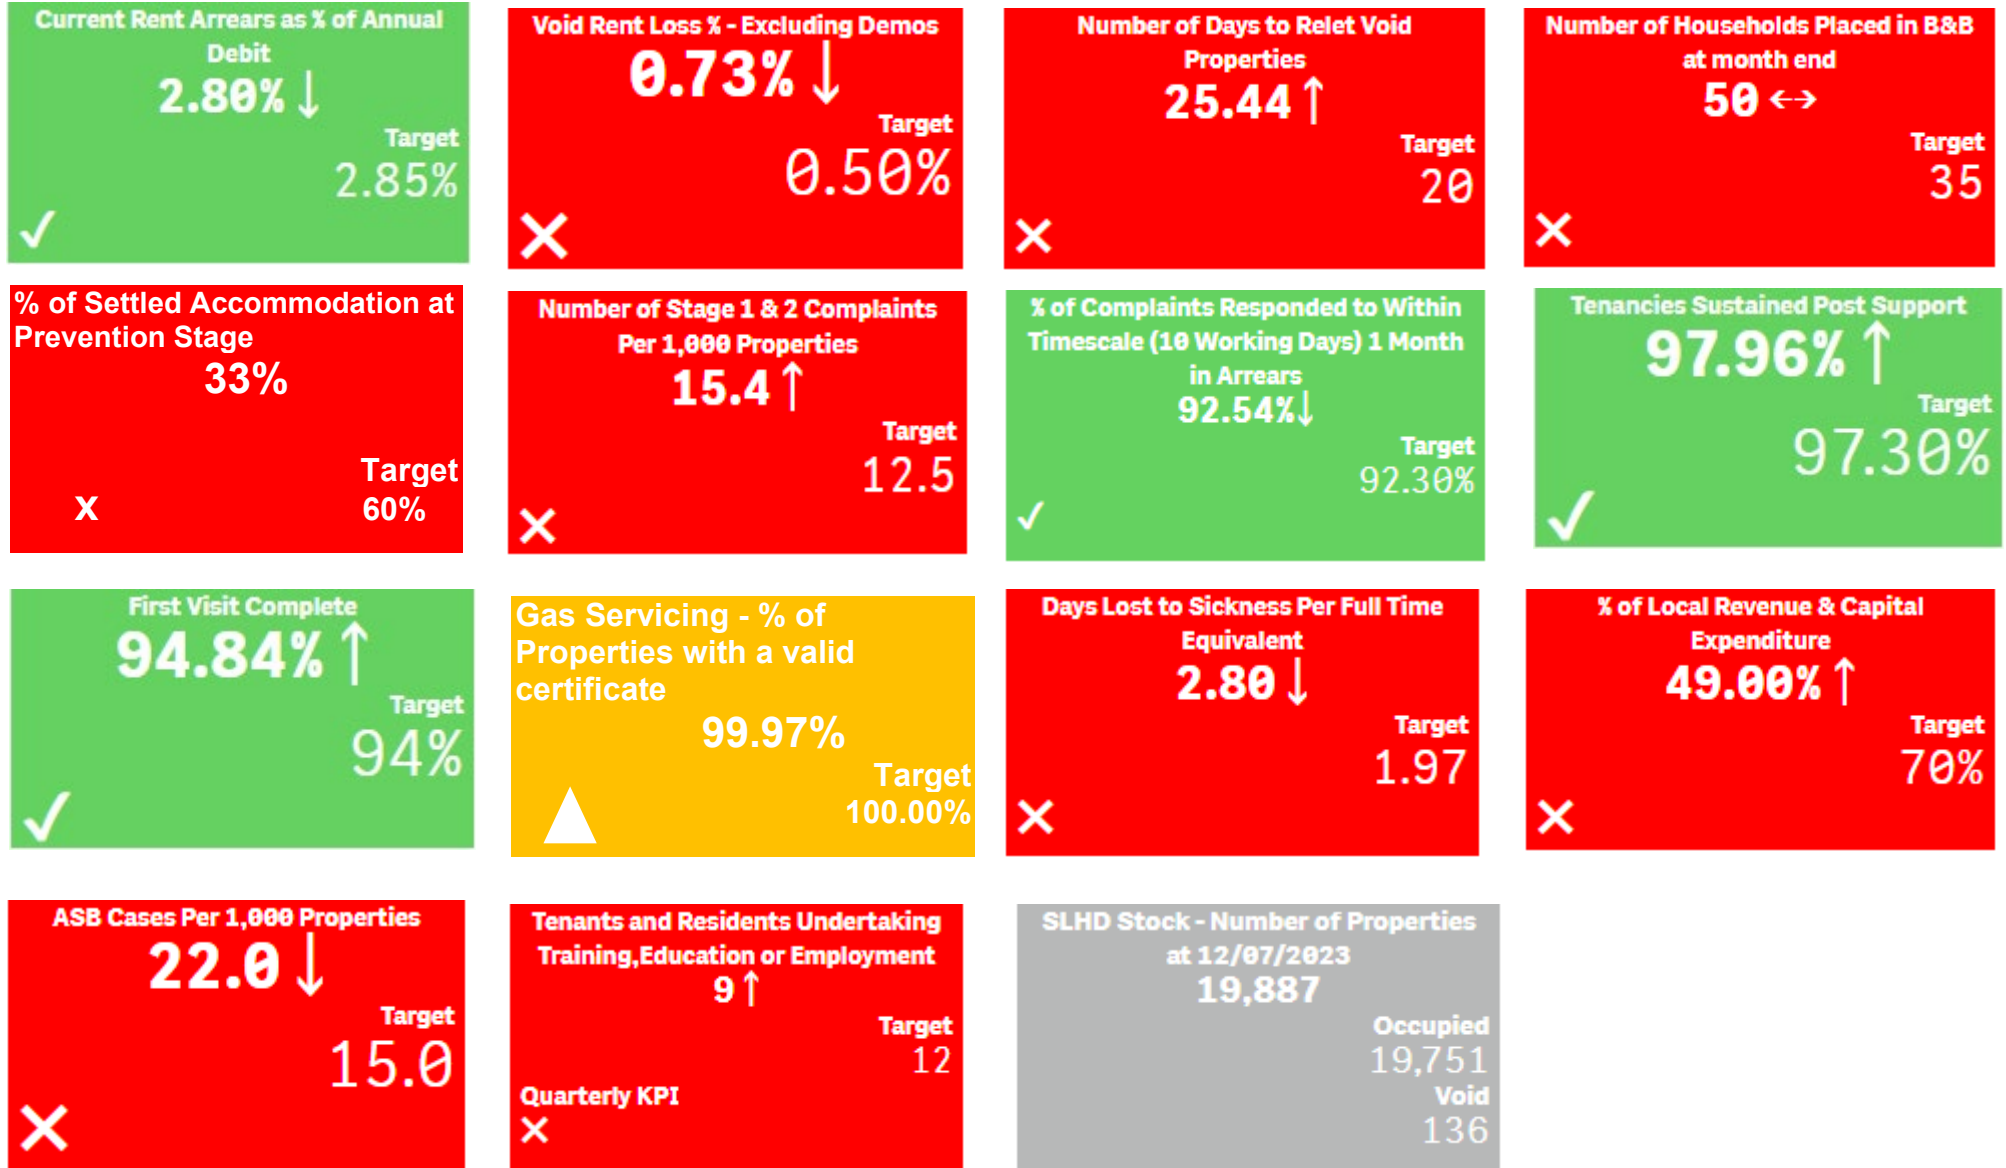 Current Rent Arrears as % of Annual
Debit
2.80% ↓
Target
2.85%
✓
Void Rent Loss % - Excluding Demos
0.73% ↓
Target
0.50%
✕
Number of Days to Relet Void
Properties
25.44 ↑
Target
20
✕
Number of Households Placed in B&B
at month end
50 ↔
Target
35
✕
% of Settled Accommodation at
Prevention Stage
33%
Target
x 60%
Number of Stage 1 & 2 Complaints
Per 1,000 Properties
15.4 ↑
Target
12.5
✕
% of Complaints Responded to Within
Timescale (10 Working Days) 1 Month
in Arrears
92.54%↓
Target
92.30%
✓
Tenancies Sustained Post Support
97.96% ↑
Target
97.30%
✓
First Visit Complete
94.84% ↑
Target
94%
✓
Gas Servicing - % of
Properties with a valid
certificate
99.97%
Target
100.00%
Days Lost to Sickness Per Full Time
Equivalent
2.80 ↓
Target
1.97
✕
% of Local Revenue & Capital
Expenditure
49.00% ↑
Target
70%
✕
ASB Cases Per 1,000 Properties
22.0 ↓
Target
15.0
✕
Tenants and Residents Undertaking
Training,Education or Employment
9 ↑
Target
12
Quarterly KPI
✕
SLHD Stock - Number of Properties
at 12/07/2023
19,887
Occupied
19,751
Void
136